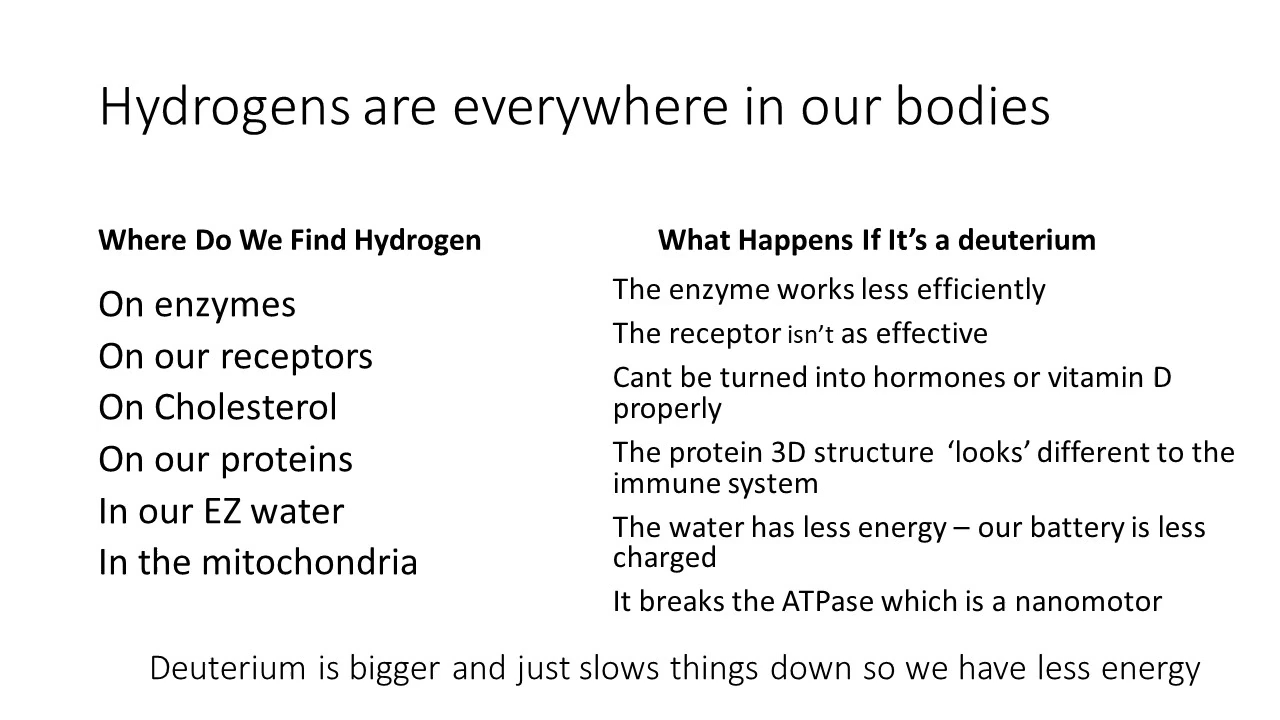 Hydrogens are everywhere in our bodies
Where Do We Find Hydrogen
On enzymes
On our receptors
On Cholesterol
On our proteins
In our EZ water
In the mitochondria
What Happens If It’s a deuterium
The enzyme works less efficiently
The receptor isn’t as effective
Cant be turned into hormones or vitamin D
properly
The protein 3D structure ‘looks’ different to the
immune system
The water has less energy – our battery is less
charged
It breaks the ATPase which is a nanomotor
Deuterium is bigger and just slows things down so we have less energy